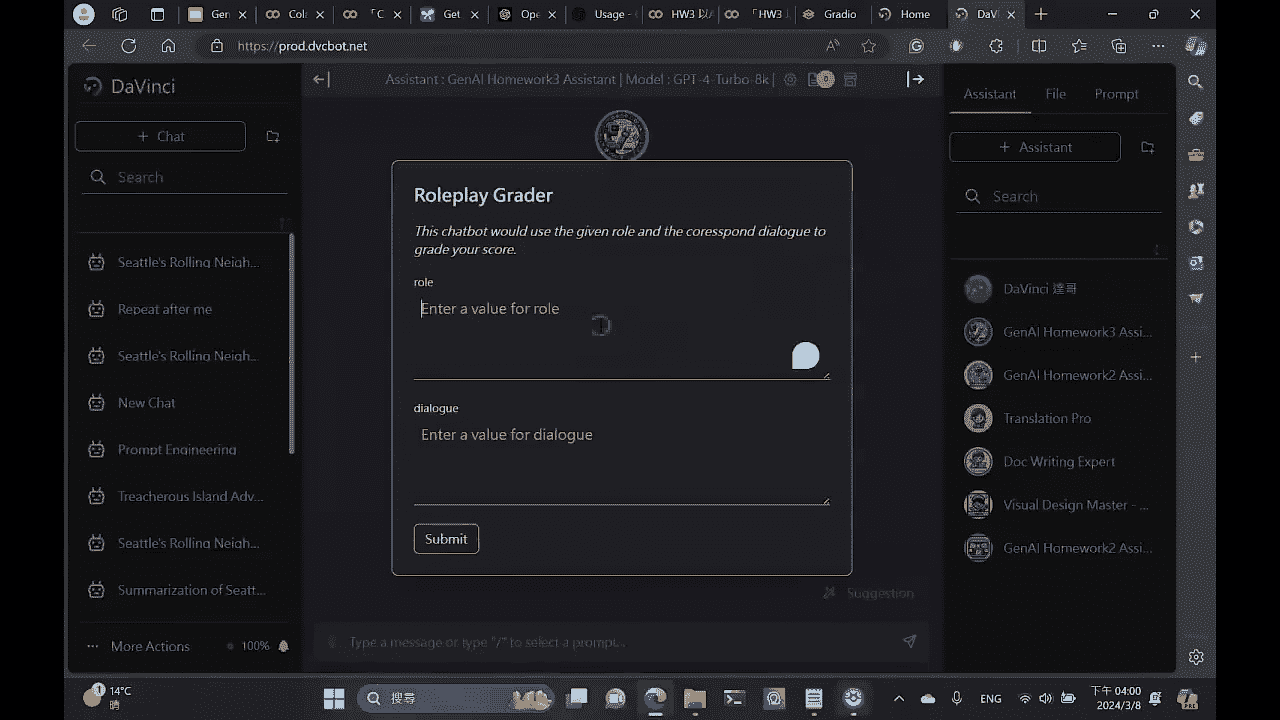 Ger
Col
「C
Get
Ope
Usage -
HW3 以
「HW3
Gradio
Home
DaV
https://prod.dvcbot.net
DaVinci
Assistant : GenAI Homework3 Assistant | Model : GPT-4-Turbo-8k |
Assistant
File
Prompt
+ Chat
Search
Seattle's Rolling Neigh...
Repeat after me
Seattle's Rolling Neigh...
New Chat
Prompt Engineering
Treacherous Island Adv...
Seattle's Rolling Neigh...
Summarization of Seatt...
More Actions
100%
Roleplay Grader
This chatbot would use the given role and the coresspond dialogue to
grade your score.
role
Enter a value for role
dialogue
Enter a value for dialogue
Submit
Suggestion
Type a message or type "/" to select a prompt...
+ Assistant
Search
DaVinci 達哥
GenAI Homework3 Assi...
GenAI Homework2 Assi...
Translation Pro
Doc Writing Expert
Visual Design Master - ...
GenAI Homework2 Assi...
1
14°C
晴
搜尋
ENG
下午 04:00
2024/3/8